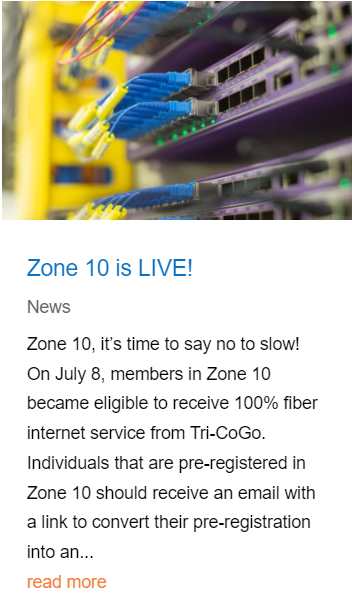 Zone 10 is LIVE!
News
Zone 10, it’s time to say no to slow!
On July 8, members in Zone 10
became eligible to receive 100% fiber
internet service from Tri-CoGo.
Individuals that are pre-registered in
Zone 10 should receive an email with
a link to convert their pre-registration
into an...
read more